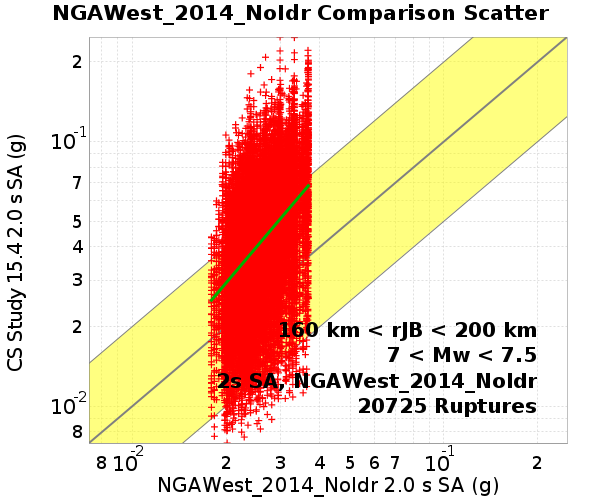 NGAWest_2014_NoIdr Comparison Scatter
CS Study 15.4 2.0 s SA (g)
2
10^-1
7
5
4
3
2
10^-2
8
160 km < rJB < 200 km
7 < Mw < 7.5
2s SA, NGAWest_2014_NoIdr
20725 Ruptures
8 10^-2 2 3 4 5 6 7 10^-1 2
NGAWest_2014_NoIdr 2.0 s SA (g)